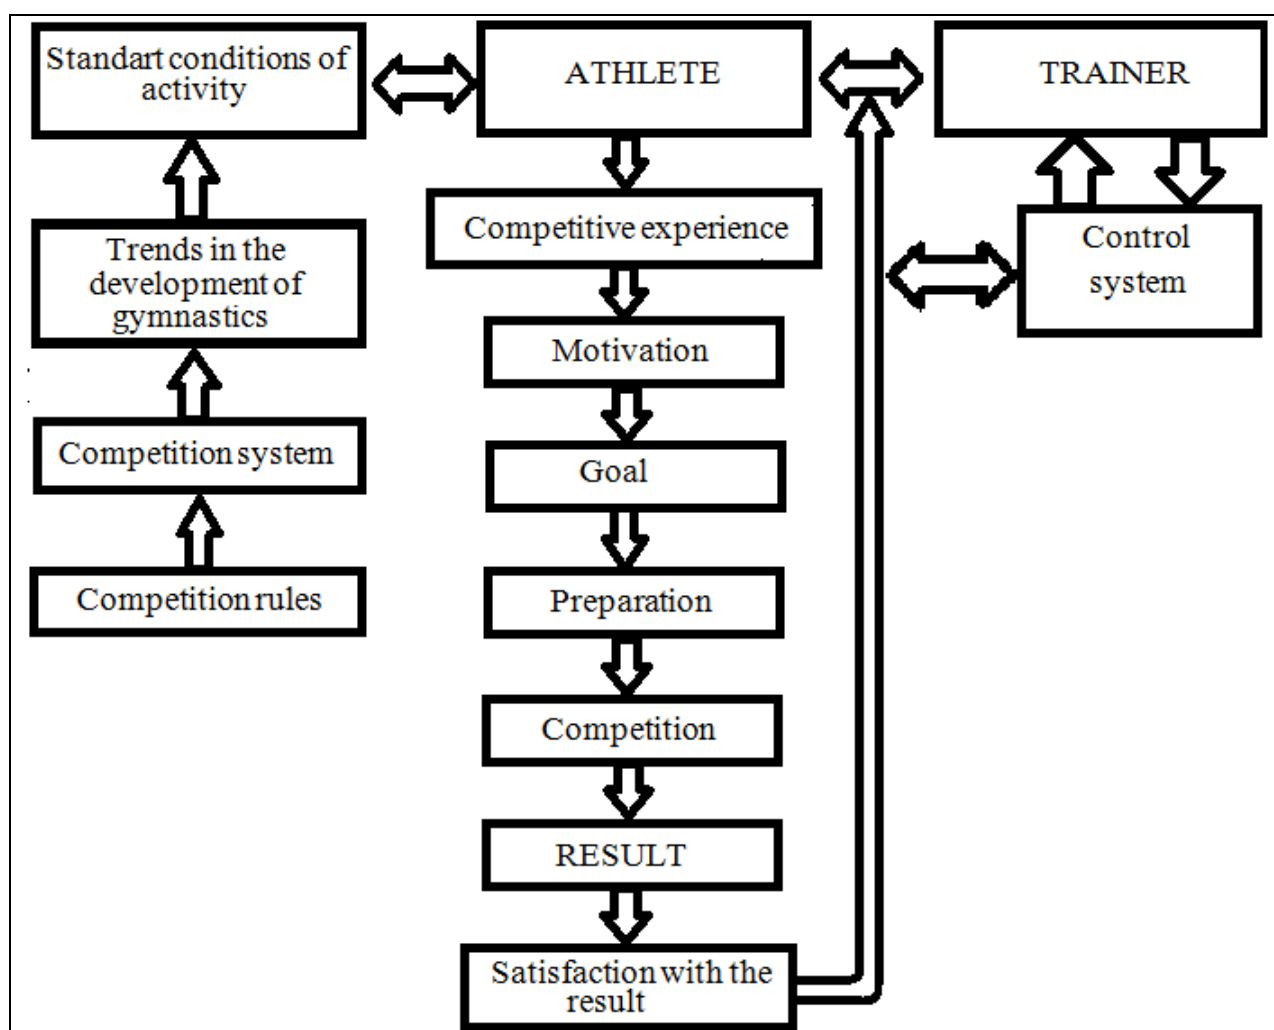 Standart conditions of
activity
ATHLETE
TRAINER
Competitive experience
Trends in the
development of
gymnastics
Control
system
Motivation
Competition system
Goal
Competition rules
Preparation
Competition
RESULT
Satisfaction with the
result